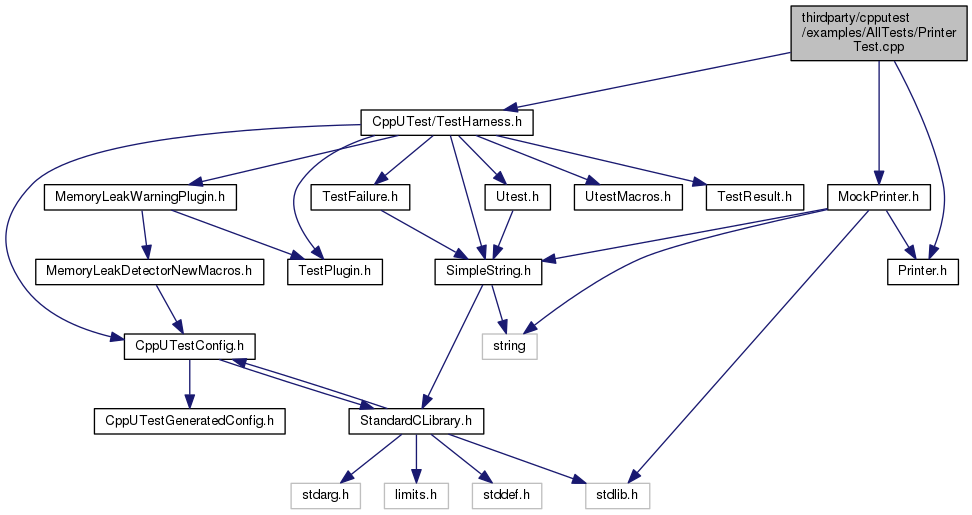 thirdparty/cpputest
/examples/AllTests/Printer
Test.cpp
CppUTest/TestHarness.h
MemoryLeakWarningPlugin.h
TestFailure.h
Utest.h
UtestMacros.h
TestResult.h
MockPrinter.h
MemoryLeakDetectorNewMacros.h
TestPlugin.h
SimpleString.h
Printer.h
CppUTestConfig.h
string
CppUTestGeneratedConfig.h
StandardCLibrary.h
stdarg.h
limits.h
stddef.h
stdlib.h